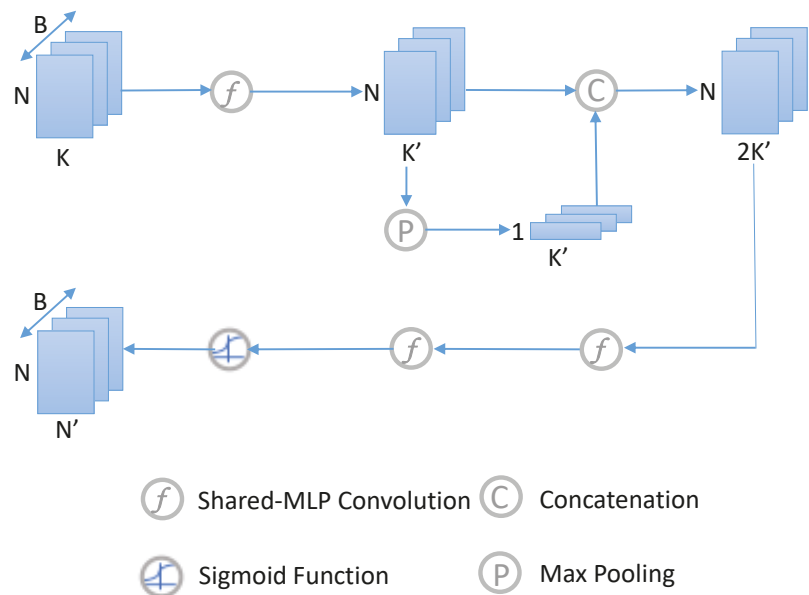 B
N
K
f
N
K’
C
N
2K’
P
1
K’
B
N
N’
f
f
f Shared-MLP Convolution
C Concatenation
Sigmoid Function
P Max Pooling